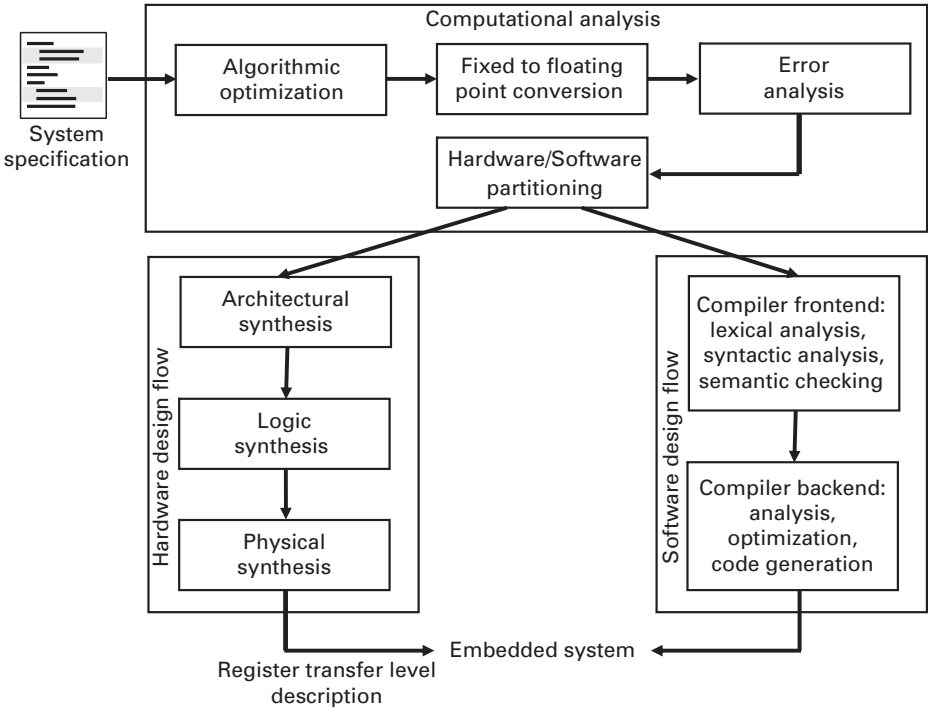 Computational analysis
System
specification
Algorithmic
optimization
Fixed to floating
point conversion
Error
analysis
Hardware/Software
partitioning
Hardware design flow
Architectural
synthesis
Logic
synthesis
Physical
synthesis
Software design flow
Compiler frontend:
lexical analysis,
syntactic analysis,
semantic checking
Compiler backend:
analysis,
optimization,
code generation
Embedded system
Register transfer level
description